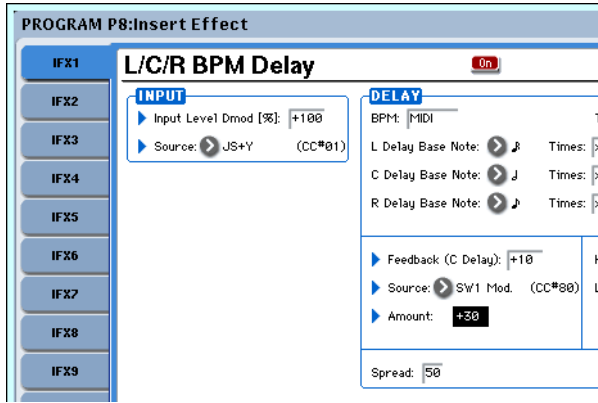 PROGRAM P8:Insert Effect
IFX1
IFX2
IFX3
IFX4
IFX5
IFX6
IFX7
IFX8
IFX9
L/C/R BPM Delay
On
INPUT
Input Level Dmod [%]: +100
Source: JS+Y (CC#01)
DELAY
BPM: MIDI
L Delay Base Note: Times:
C Delay Base Note: Times:
R Delay Base Note: Times:
Feedback (C Delay): +10
Source: SW1 Mod. (CC#80)
Amount: +30
Spread: 50